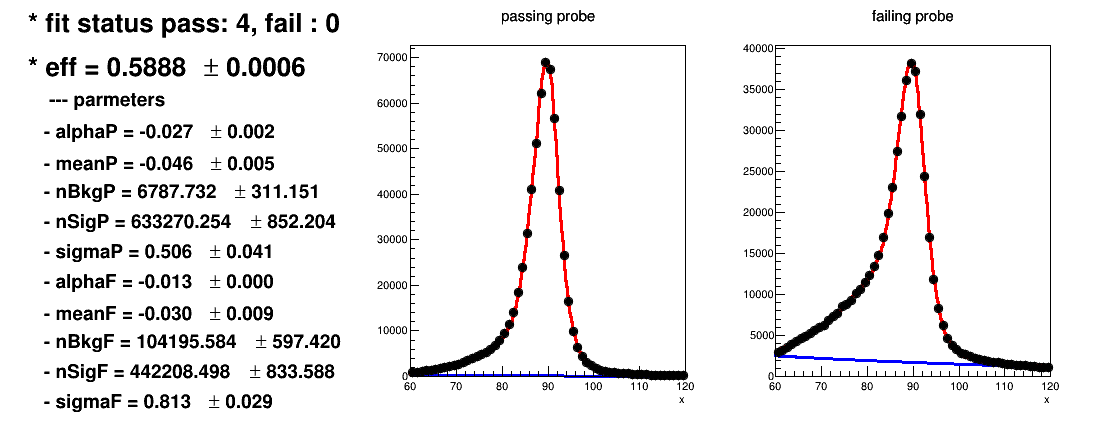 * fit status pass: 4, fail : 0
* eff = 0.5888 ± 0.0006
--- parmeters
- alphaP = -0.027 ± 0.002
- meanP = -0.046 ± 0.005
- nBkgP = 6787.732 ± 311.151
- nSigP = 633270.254 ± 852.204
- sigmaP = 0.506 ± 0.041
- alphaF = -0.013 ± 0.000
- meanF = -0.030 ± 0.009
- nBkgF = 104195.584 ± 597.420
- nSigF = 442208.498 ± 833.588
- sigmaF = 0.813 ± 0.029
passing probe
70000
60000
50000
40000
30000
20000
10000
0
60 70 80 90 100 110 120
x
failing probe
40000
35000
30000
25000
20000
15000
10000
5000
0
60 70 80 90 100 110 120
x